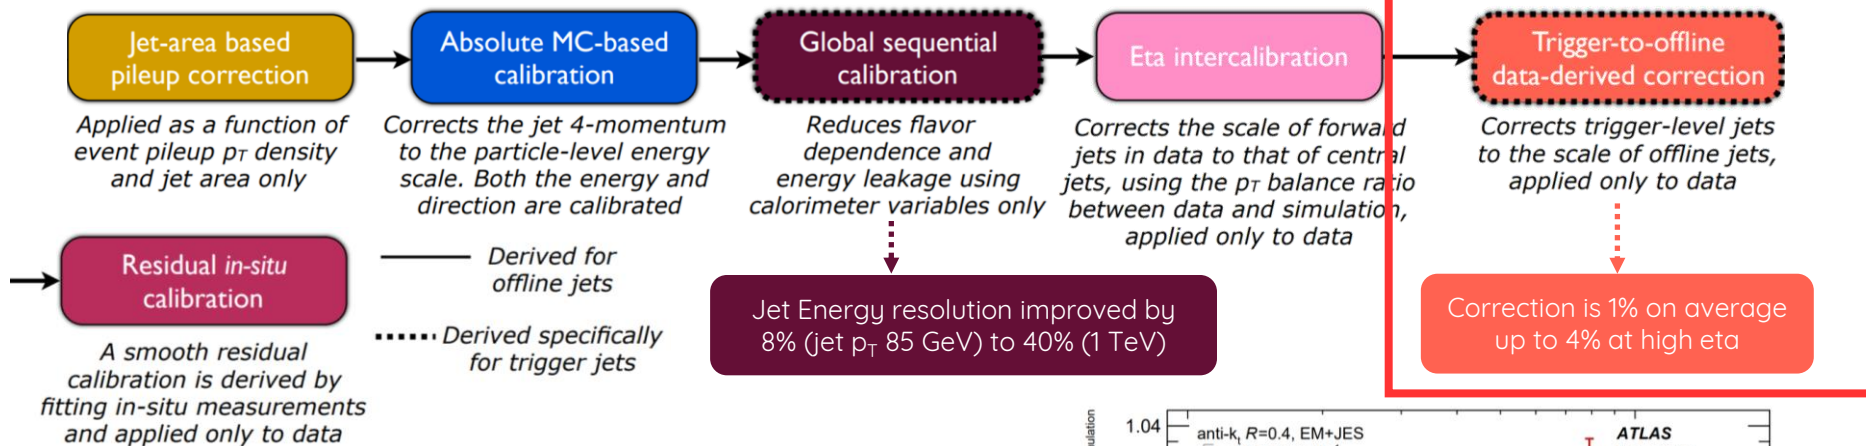 Jet-area based
pileup correction
Applied as a function of
event pileup pT density
and jet area only
Absolute MC-based
calibration
Corrects the jet 4-momentum
to the particle-level energy
scale. Both the energy and
direction are calibrated
Global sequential
calibration
Reduces flavor
dependence and
energy leakage using
calorimeter variables only
Jet Energy resolution improved by
8% (jet pT 85 GeV) to 40% (1 TeV)
Eta intercalibration
Corrects the scale of forward
jets in data to that of central
jets, using the pT balance ratio
between data and simulation,
applied only to data
Trigger-to-offline
data-derived correction
Corrects trigger-level jets
to the scale of offline jets,
applied only to data
Correction is 1% on average
up to 4% at high eta
Residual in-situ
calibration
A smooth residual
calibration is derived by
fitting in-situ measurements
and applied only to data
Derived for
offline jets
Derived specifically
for trigger jets
1.04
anti-kt R=0.4, EM+JES
ATLAS